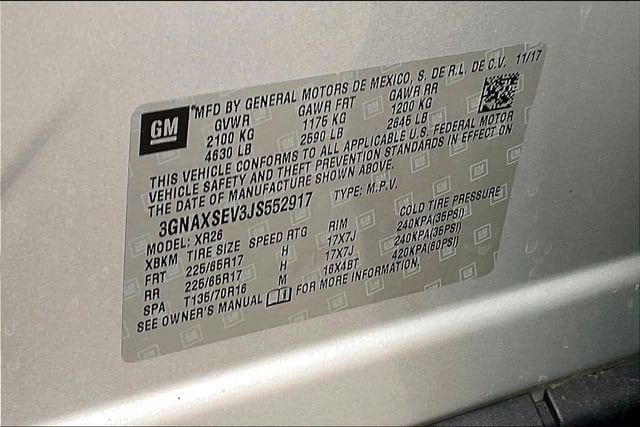 GM
MFD BY GENERAL MOTORS DE MEXICO, S. DE R.L. DE C.V. 11/17
GVWR GAWR FRT GAWR RR
2100 KG 1175 KG 1200 KG
4630 LB 2590 LB 2645 LB
THIS VEHICLE CONFORMS TO ALL APPLICABLE U.S. FEDERAL MOTOR
VEHICLE SAFETY AND THEFT PREVENTION STANDARDS IN EFFECT ON
THE DATE OF MANUFACTURE SHOWN ABOVE.
3GNAXSEV3JS552917 TYPE: M.P.V.
MODEL: XR26
XBKM TIRE SIZE SPEED RTG RIM COLD TIRE PRESSURE
FRT 225/65R17 H 17X7J 240KPA(35PSI)
RR 225/65R17 H 17X7J 240KPA(35PSI)
SPA T135/70R16 M 16X4BT 420KPA(60PSI)
SEE OWNER'S MANUAL FOR MORE INFORMATION.